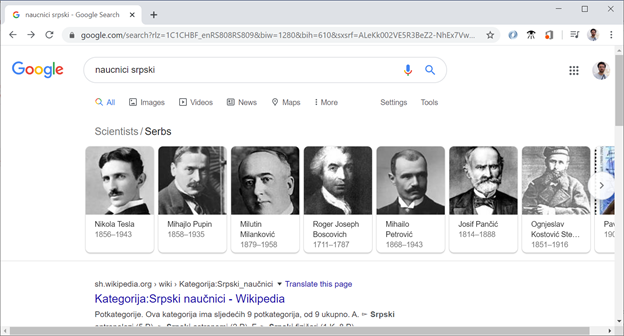 naucnici srpski - Google Search
google.com/search?rlz=1C1CHBF_enRS808RS809&biw=1280&bih=610&sxsrf=ALeKk002VE5R3BeZ2-NhEx7Vw...
Google
naucnici srpski
All Images Videos News Maps More Settings Tools
Scientists / Serbs
Nikola Tesla
1856–1943
Mihajlo Pupin
1858–1935
Milutin
Milanković
1879–1958
Roger Joseph
Boscovich
1711–1787
Mihailo
Petrović
1868–1943
Josif Pančić
1814–1888
Ognjeslav
Kostović Ste...
1851–1916
sh.wikipedia.org › wiki › Kategorija:Srpski_naučnici Translate this page
Kategorija:Srpski naučnici - Wikipedia
Potkategorije. Ova kategorija ima sljedećih 9 potkategorija, od 9 ukupno. A. ← Srpski